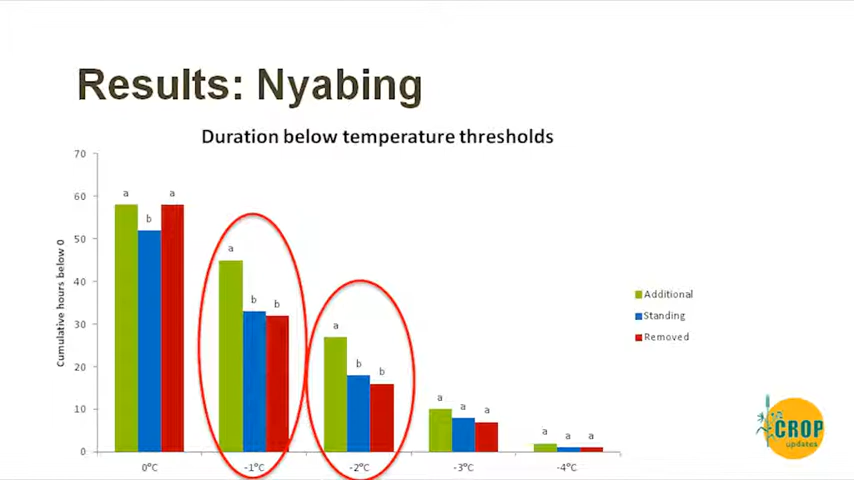 Results: Nyabing
Duration below temperature thresholds
70
60
50
40
30
20
10
0
Cumulative hours below 0
a
b
a
a
b
b
a
b
b
a
a
a
a
a
a
0°C
-1°C
-2°C
-3°C
-4°C
Additional
Standing
Removed
CROP
updates